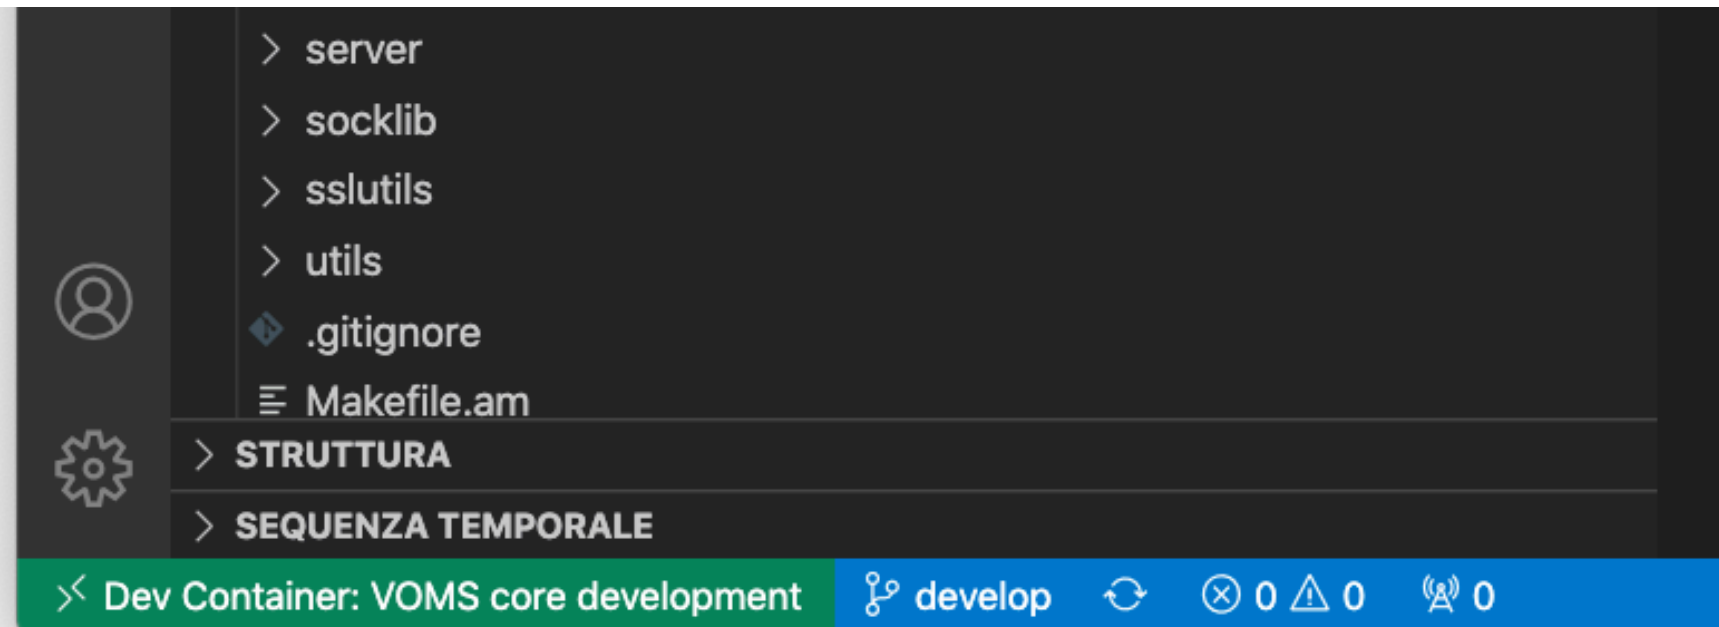 server
socklib
sslutils
utils
.gitignore
Makefile.am
STRUTTURA
SEQUENZA TEMPORALE
Dev Container: VOMS core development develop 0 0 0